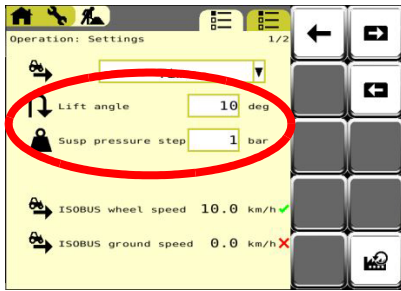 Operation: Settings 1/2
Lift angle 10 deg
Susp pressure step 1 bar
ISOBUS wheel speed 10.0 km/h
ISOBUS ground speed 0.0 km/h